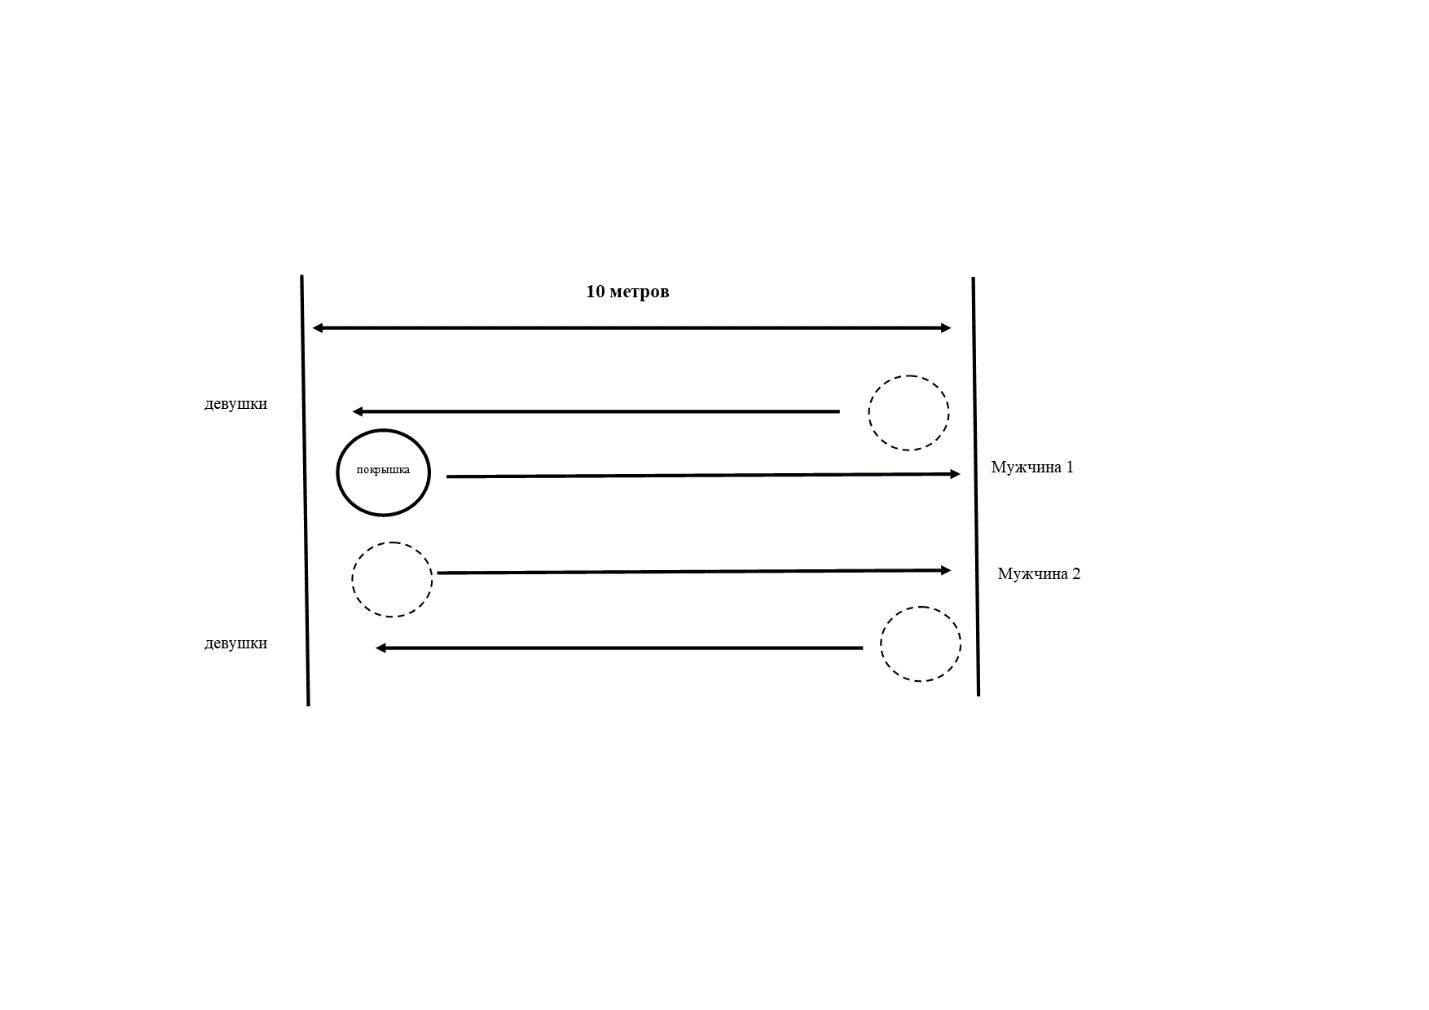 10 метров
девушки
покрышка
Мужчина 1
Мужчина 2
девушки